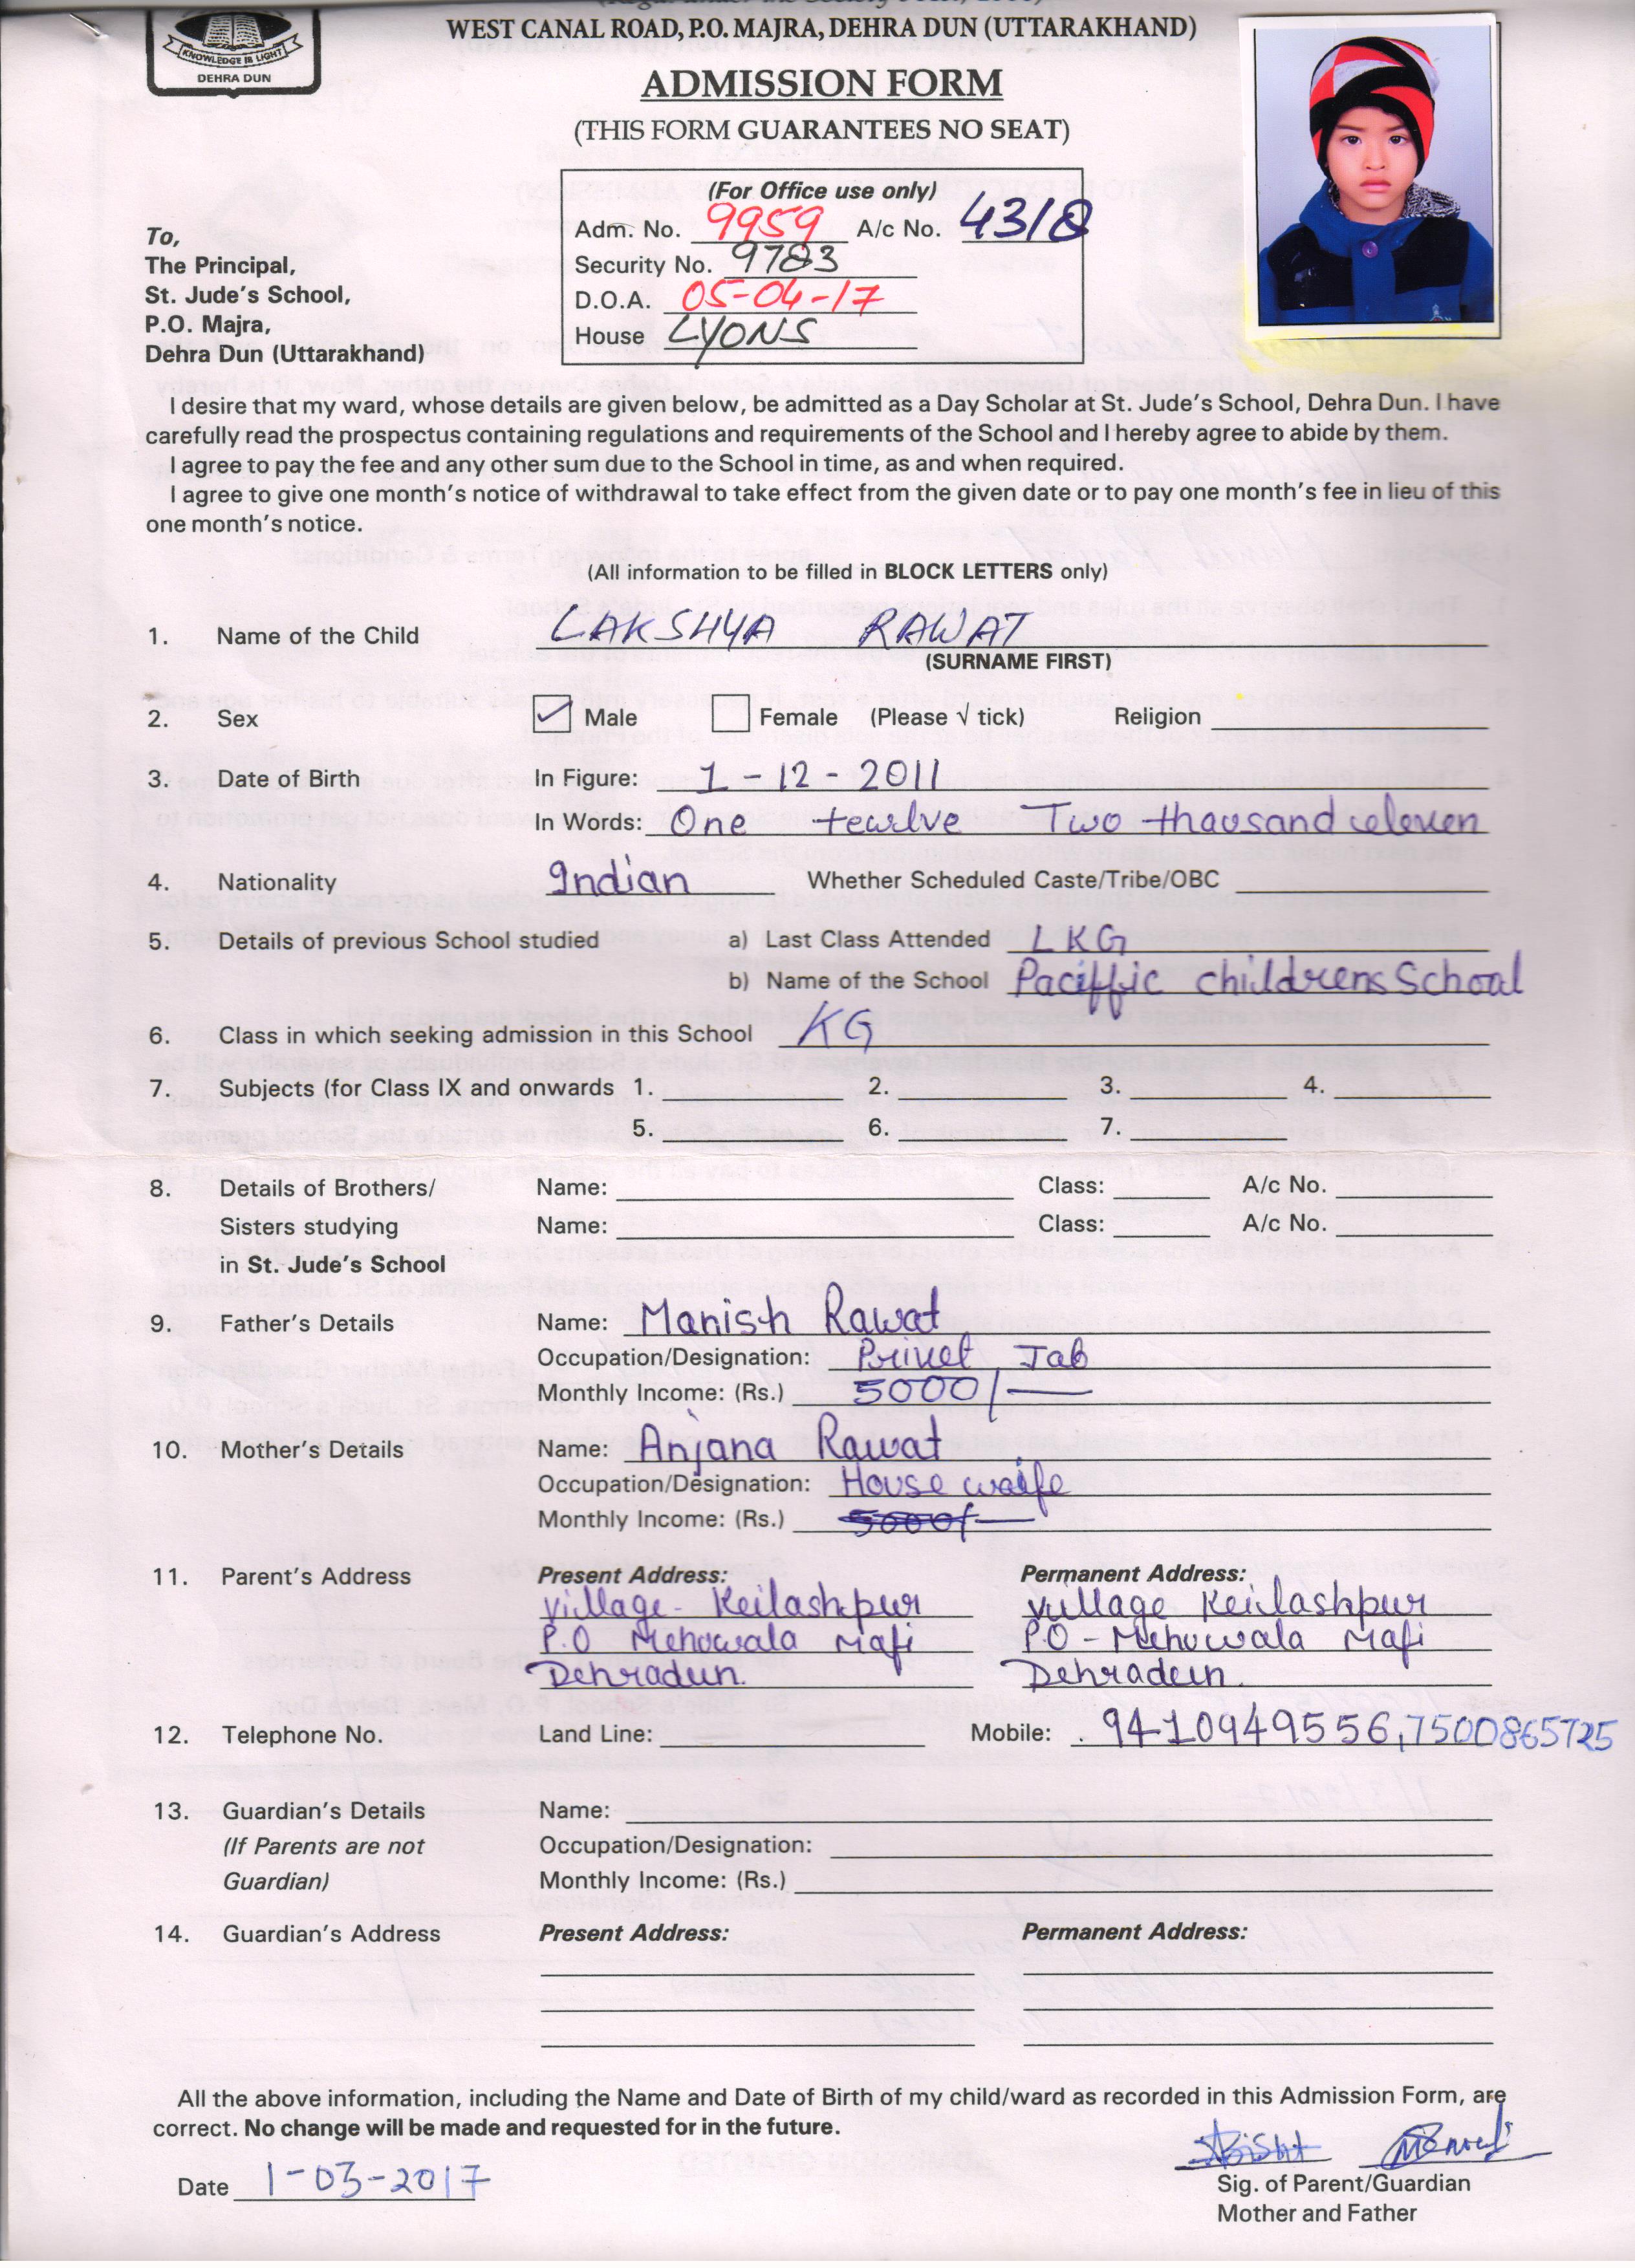 KNOWLEDGE IS LIGHT
DEHRA DUN
WEST CANAL ROAD, P.O. MAJRA, DEHRA DUN (UTTARAKHAND)
ADMISSION FORM
(THIS FORM GUARANTEES NO SEAT)
(For Office use only)
Adm. No. 9959 A/c No. 4318
Security No. 9783
D.O.A. 05-04-17
House LYONS
To,
The Principal,
St. Jude's School,
P.O. Majra,
Dehra Dun (Uttarakhand)
I desire that my ward, whose details are given below, be admitted as a Day Scholar at St. Jude's School, Dehra Dun. I have
carefully read the prospectus containing regulations and requirements of the School and I hereby agree to abide by them.
I agree to pay the fee and any other sum due to the School in time, as and when required.
I agree to give one month's notice of withdrawal to take effect from the given date or to pay one month's fee in lieu of this
one month's notice.
(All information to be filled in BLOCK LETTERS only)
1. Name of the Child LAKSHYA RAWAT
(SURNAME FIRST)
2. Sex Male Female (Please √ tick) Religion
3. Date of Birth In Figure: 1-12-2011
In Words: One tewlve Two thousand eleven
4. Nationality Indian Whether Scheduled Caste/Tribe/OBC
5. Details of previous School studied a) Last Class Attended LKG
b) Name of the School Paciffic childrens School
6. Class in which seeking admission in this School KG
7. Subjects (for Class IX and onwards 1. 2. 3. 4.
5. 6. 7.
8. Details of Brothers/ Name: Class: A/c No.
Sisters studying Name: Class: A/c No.
in St. Jude's School
9. Father's Details Name: Manish Rawat
Occupation/Designation: Privet Job
Monthly Income: (Rs.) 5000/—
10. Mother's Details Name: Anjana Rawat
Occupation/Designation: House waife
Monthly Income: (Rs.) 5000/—
11. Parent's Address Present Address: Permanent Address:
Village- Keilashpur Village Keilashpur
P.O Mehowala Mafi P.O - Mehuwala Mafi
Dehradun. Dehradun.
12. Telephone No. Land Line: Mobile: 9410949556, 7500865725
13. Guardian's Details Name:
(If Parents are not Occupation/Designation:
Guardian) Monthly Income: (Rs.)
14. Guardian's Address Present Address: Permanent Address:
All the above information, including the Name and Date of Birth of my child/ward as recorded in this Admission Form, are
correct. No change will be made and requested for in the future.
Date 1-03-2017
Sig. of Parent/Guardian
Mother and Father